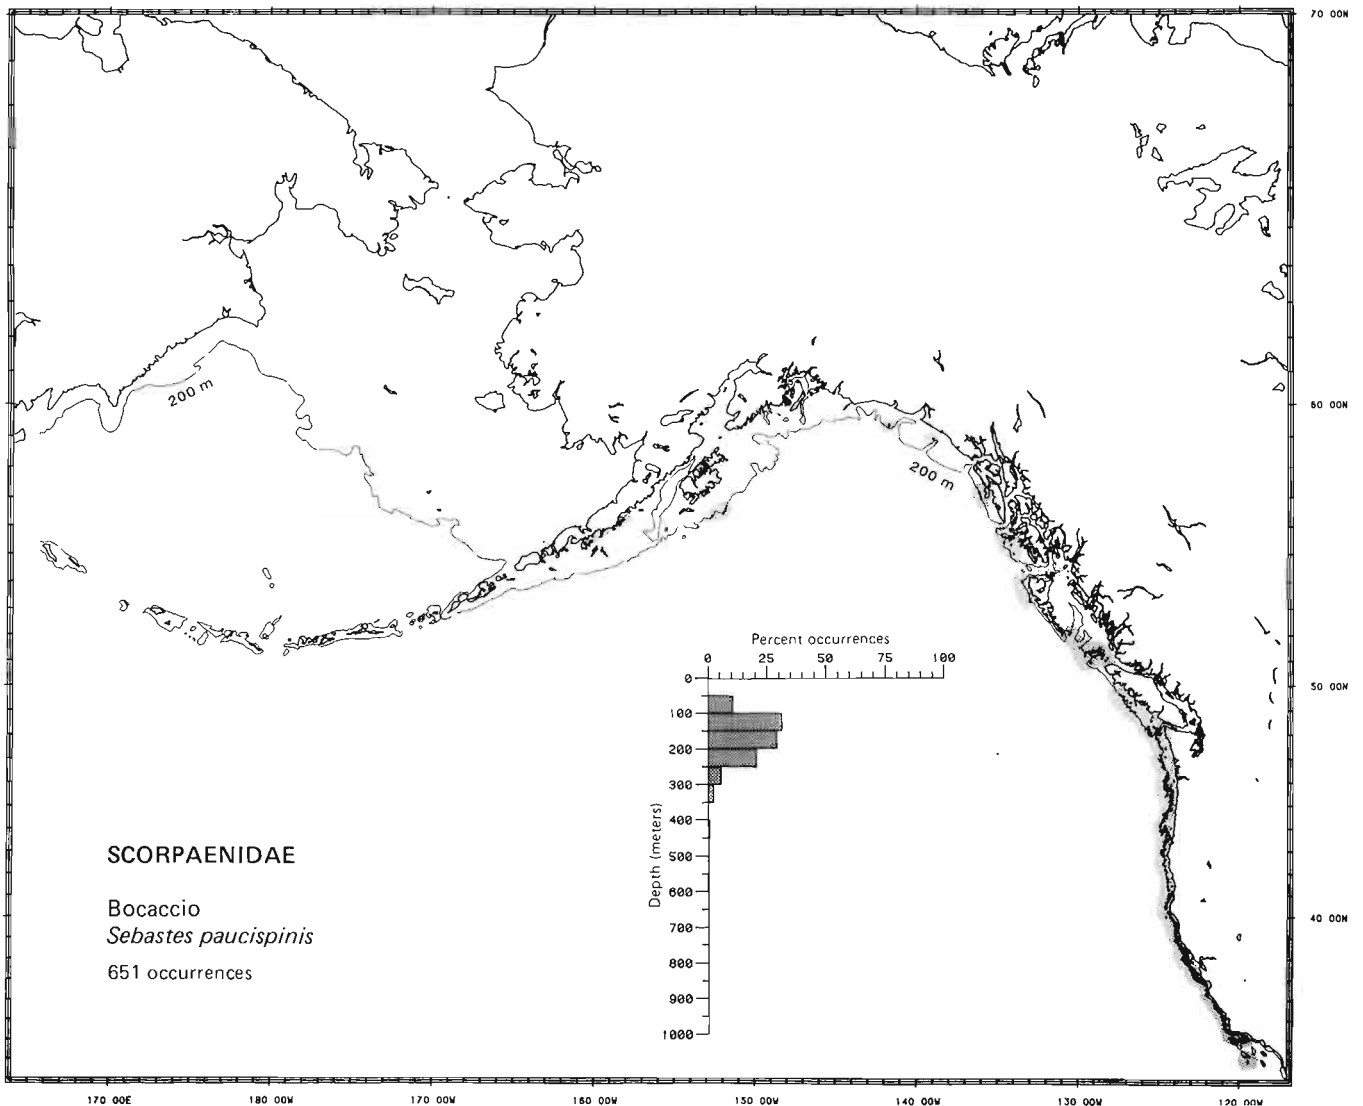 70 00N
200 m
60 00N
200 m
Percent occurrences
0 25 50 75 100
0
50 00N
100
200
300
400
500
600
700
800
900
1000
Depth (meters)
SCORPAENIDAE
Bocaccio
Sebastes paucispinis
651 occurrences
40 00N
170 00E 180 00W 170 00W 160 00W 150 00W 140 00W 130 00W 120 00W